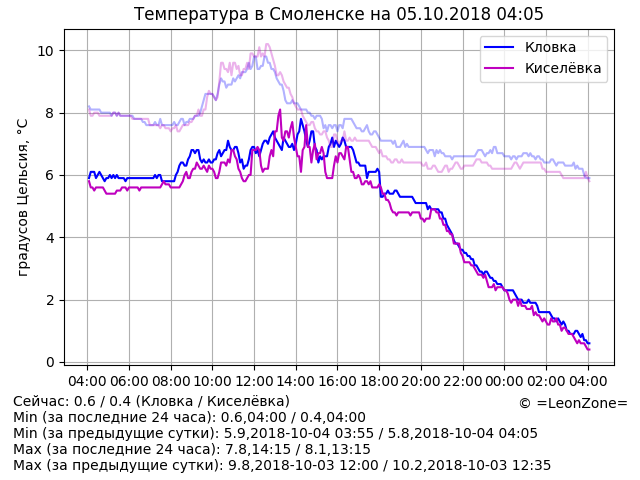 Температура в Смоленске на 05.10.2018 04:05
Кловка
Киселёвка
градусов Цельсия, °C
10
8
6
4
2
0
04:00 06:00 08:00 10:00 12:00 14:00 16:00 18:00 20:00 22:00 00:00 02:00 04:00
Сейчас: 0.6 / 0.4 (Кловка / Киселёвка)
© =LeonZone=
Min (за последние 24 часа): 0.6,04:00 / 0.4,04:00
Min (за предыдущие сутки): 5.9,2018-10-04 03:55 / 5.8,2018-10-04 04:05
Max (за последние 24 часа): 7.8,14:15 / 8.1,13:15
Max (за предыдущие сутки): 9.8,2018-10-03 12:00 / 10.2,2018-10-03 12:35